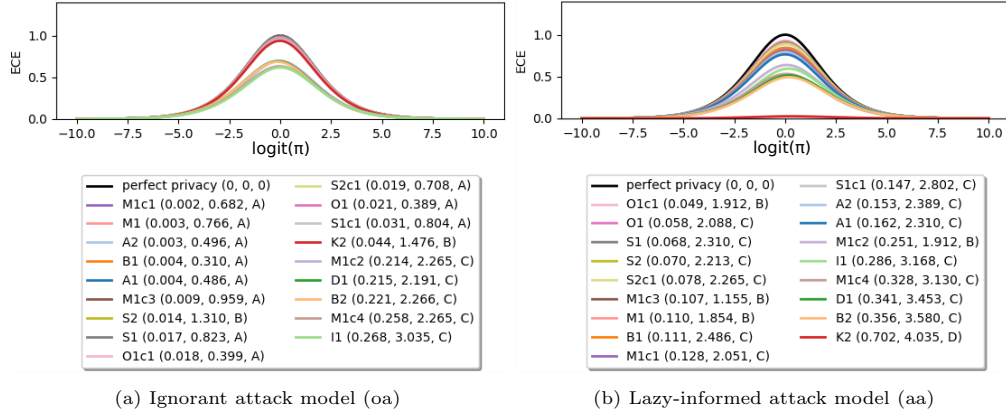 ECE
1.0
0.5
0.0
−10.0 −7.5 −5.0 −2.5 0.0 2.5 5.0 7.5 10.0
logit(π)
perfect privacy (0, 0, 0)
M1c1 (0.002, 0.682, A)
M1 (0.003, 0.766, A)
A2 (0.003, 0.496, A)
B1 (0.004, 0.310, A)
A1 (0.004, 0.486, A)
M1c3 (0.009, 0.959, A)
S2 (0.014, 1.310, B)
S1 (0.017, 0.823, A)
O1c1 (0.018, 0.399, A)
S2c1 (0.019, 0.708, A)
O1 (0.021, 0.389, A)
S1c1 (0.031, 0.804, A)
K2 (0.044, 1.476, B)
M1c2 (0.214, 2.265, C)
D1 (0.215, 2.191, C)
B2 (0.221, 2.266, C)
M1c4 (0.258, 2.265, C)
I1 (0.268, 3.035, C)
(a) Ignorant attack model (oa)
ECE
1.0
0.5
0.0
−10.0 −7.5 −5.0 −2.5 0.0 2.5 5.0 7.5 10.0
logit(π)
perfect privacy (0, 0, 0)
O1c1 (0.049, 1.912, B)
O1 (0.058, 2.088, C)
S1 (0.068, 2.310, C)
S2 (0.070, 2.213, C)
S2c1 (0.078, 2.265, C)
M1c3 (0.107, 1.155, B)
M1 (0.110, 1.854, B)
B1 (0.111, 2.486, C)
M1c1 (0.128, 2.051, C)
S1c1 (0.147, 2.802, C)
A2 (0.153, 2.389, C)
A1 (0.162, 2.310, C)
M1c2 (0.251, 1.912, B)
I1 (0.286, 3.168, C)
M1c4 (0.328, 3.130, C)
D1 (0.341, 3.453, C)
B2 (0.356, 3.580, C)
K2 (0.702, 4.035, D)
(b) Lazy-informed attack model (aa)